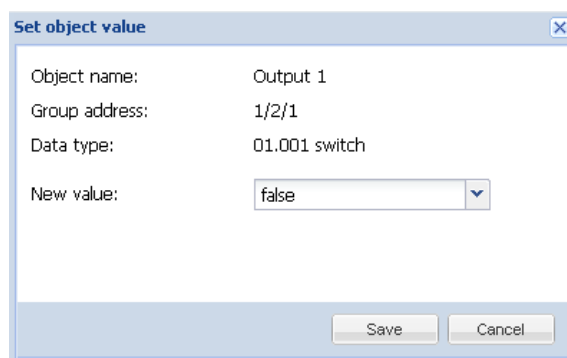 Set object value
Object name: Output 1
Group address: 1/2/1
Data type: 01.001 switch
New value: false
Save Cancel